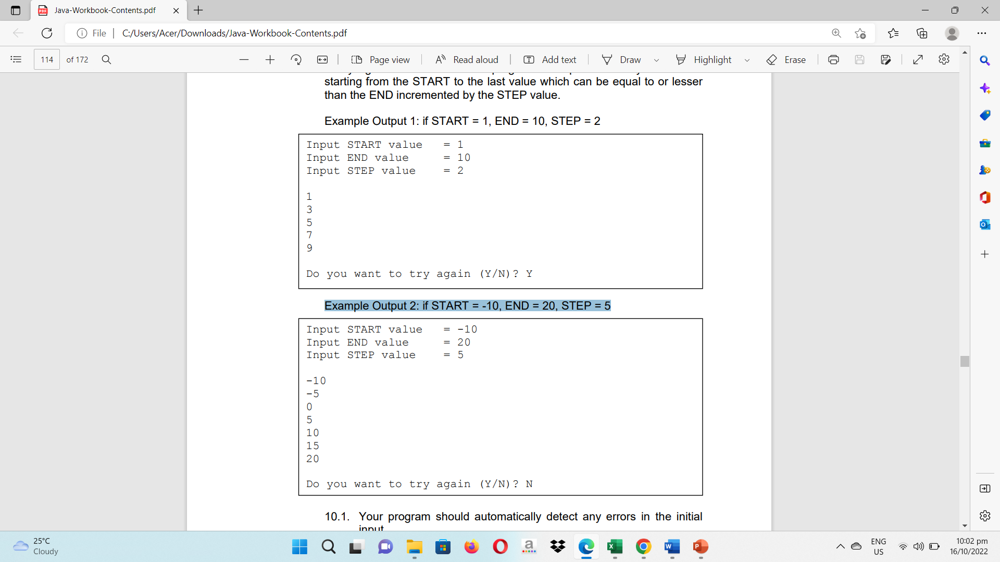 Java-Workbook-Contents.pdf
File
C:/Users/Acer/Downloads/Java-Workbook-Contents.pdf
114 of 172
Page view
Read aloud
Add text
Draw
Highlight
Erase
starting from the START to the last value which can be equal to or lesser
than the END incremented by the STEP value.
Example Output 1: if START = 1, END = 10, STEP = 2
Input START value = 1
Input END value = 10
Input STEP value = 2
1
3
5
7
9
Do you want to try again (Y/N)? Y
Example Output 2: if START = -10, END = 20, STEP = 5
Input START value = -10
Input END value = 20
Input STEP value = 5
-10
-5
0
5
10
15
20
Do you want to try again (Y/N)? N
10.1. Your program should automatically detect any errors in the initial
input
25°C
Cloudy
ENG
US
10:02 pm
16/10/2022